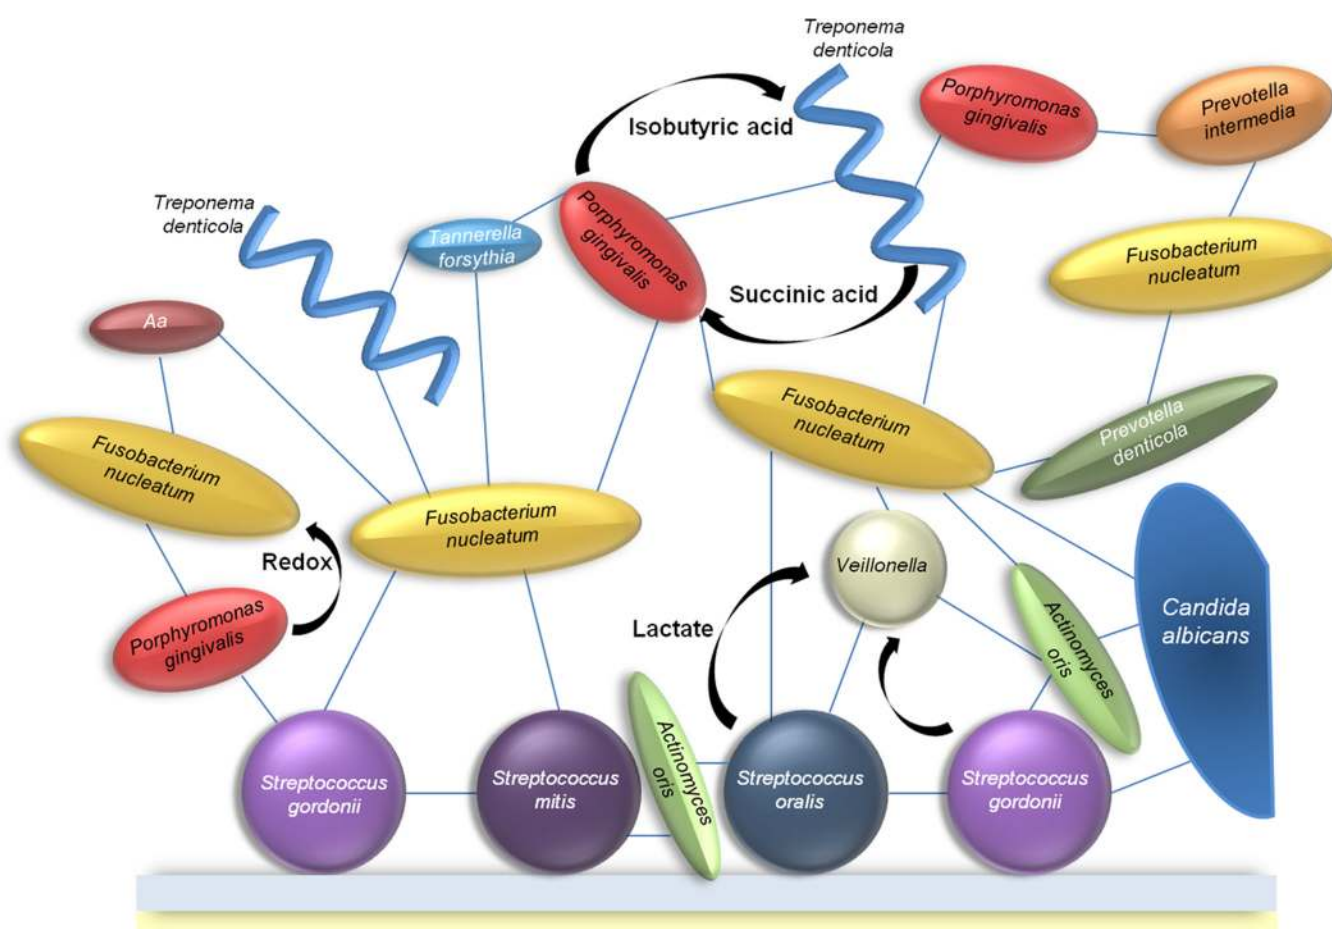 Treponema
denticola
Porphyromonas
gingivalis
Prevotella
intermedia
Isobutyric acid
Treponema
denticola
Tannerella
forsythia
Porphyromonas
gingivalis
Fusobacterium
nucleatum
Succinic acid
Aa
Fusobacterium
nucleatum
Prevotella
denticola
Fusobacterium
nucleatum
Fusobacterium
nucleatum
Redox
Veillonella
Porphyromonas
gingivalis
Lactate
Actinomyces
oris
Candida
albicans
Streptococcus
gordonii
Streptococcus
mitis
Actinomyces
oris
Streptococcus
oralis
Streptococcus
gordonii